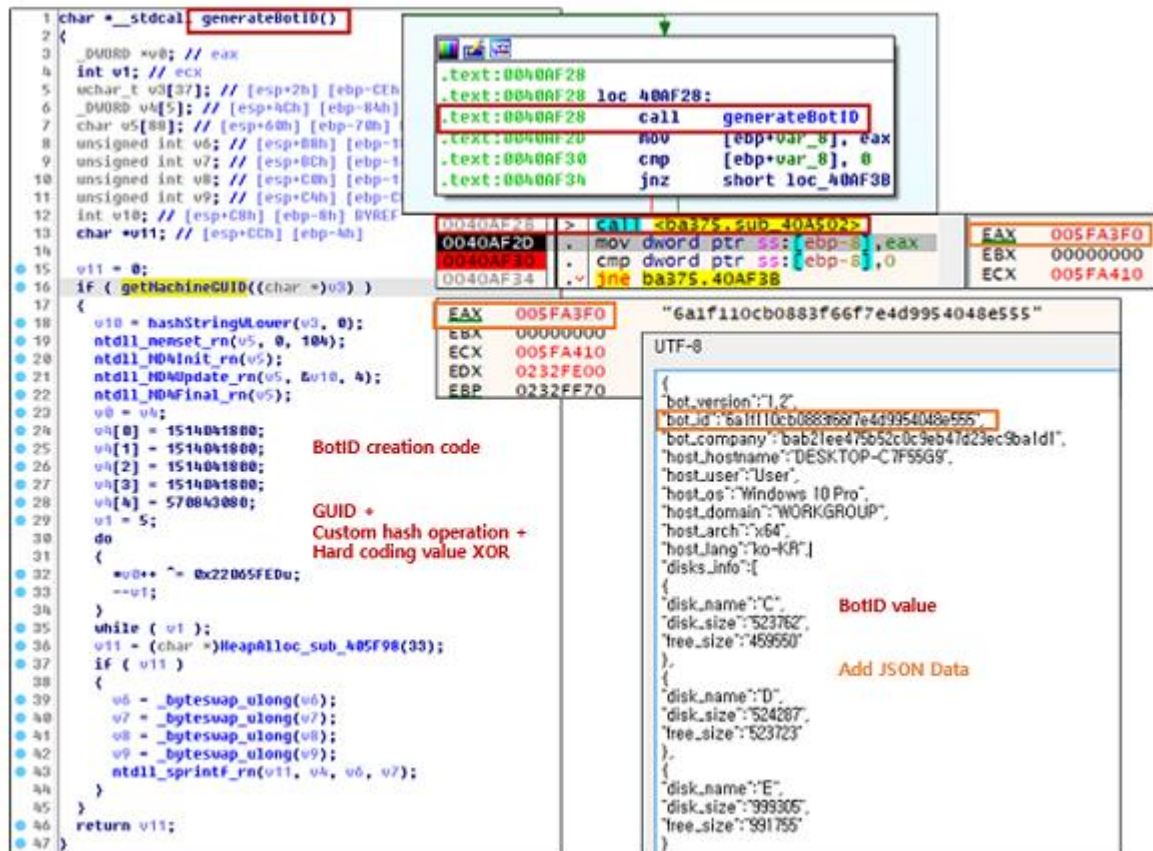 1 char *__stdcall generateBotID()
2 {
3 _DWORD *v0; // eax
4 int v1; // ecx
5 wchar_t v3[37]; // [esp+2h] [ebp-CEh
6 _DWORD v4[5]; // [esp+4Ch] [ebp-84h]
7 char v5[88]; // [esp+60h] [ebp-70h]
8 unsigned int v6; // [esp+B8h] [ebp-1
9 unsigned int v7; // [esp+BCh] [ebp-1
10 unsigned int v8; // [esp+C0h] [ebp-1
11 unsigned int v9; // [esp+C4h] [ebp-C
12 int v10; // [esp+C8h] [ebp-8h] BYREF
13 char *v11; // [esp+CCh] [ebp-4h]
14
15 v11 = 0;
16 if ( getMachineGUID((char *)v3) )
17 {
18 v10 = hashStringWLower(v3, 0);
19 ntdll_memset_rn(v5, 0, 104);
20 ntdll_MD4Init_rn(v5);
21 ntdll_MD4Update_rn(v5, &v10, 4);
22 ntdll_MD4Final_rn(v5);
23 v0 = v4;
24 v4[0] = 1514041800;
25 v4[1] = 1514041800;
26 v4[2] = 1514041800;
27 v4[3] = 1514041800;
28 v4[4] = 570843080;
29 v1 = 5;
30 do
31 {
32 *v0++ ^= 0x22065FEDu;
33 --v1;
34 }
35 while ( v1 );
36 v11 = (char *)HeapAlloc_sub_405F98(33);
37 if ( v11 )
38 {
39 v6 = _byteswap_ulong(v6);
40 v7 = _byteswap_ulong(v7);
41 v8 = _byteswap_ulong(v8);
42 v9 = _byteswap_ulong(v9);
43 ntdll_sprintf_rn(v11, v4, v6, v7);
44 }
45 }
46 return v11;
47 }
BotID creation code
GUID +
Custom hash operation +
Hard coding value XOR
.text:0040AF28
.text:0040AF28 loc_40AF28:
.text:0040AF28 call generateBotID
.text:0040AF2D mov [ebp+var_8], eax
.text:0040AF30 cmp [ebp+var_8], 0
.text:0040AF34 jnz short loc_40AF3B
0040AF28 > call <ba375.sub_40A502>
0040AF2D . mov dword ptr ss:[ebp-8],eax
0040AF30 . cmp dword ptr ss:[ebp-8],0
0040AF34 . jne ba375.40AF3B
EAX 005FA3F0
EBX 00000000
ECX 005FA410
EAX 005FA3F0 "6a1f110cb0883f66f7e4d9954048e555"
EBX 00000000
ECX 005FA410
EDX 0232FE00
EBP 0232FF70
UTF-8
{
"bot_version":"1,2",
"bot_id":"6a1f110cb0883f66f7e4d9954048e555",
"bot_company":"bab21ee475b52c0c9eb47d23ec9ba1d1",
"host_hostname":"DESKTOP-C7F55G9",
"host_user":"User",
"host_os":"Windows 10 Pro",
"host_domain":"WORKGROUP",
"host_arch":"x64",
"host_lang":"ko-KR",
"disks_info":[
{
"disk_name":"C",
"disk_size":"523762",
"free_size":"459550"
},
{
"disk_name":"D",
"disk_size":"524287",
"free_size":"523723"
},
{
"disk_name":"E",
"disk_size":"999305",
"free_size":"991755"
}
BotID value
Add JSON Data